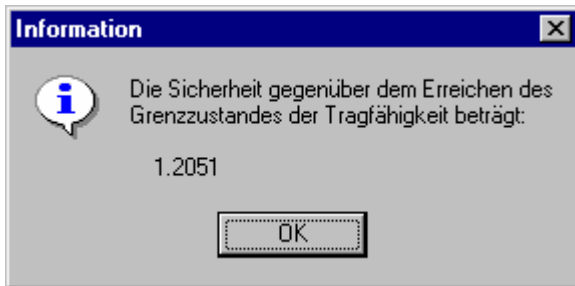 Information
Die Sicherheit gegenüber dem Erreichen des
Grenzzustandes der Tragfähigkeit beträgt:
1.2051
OK